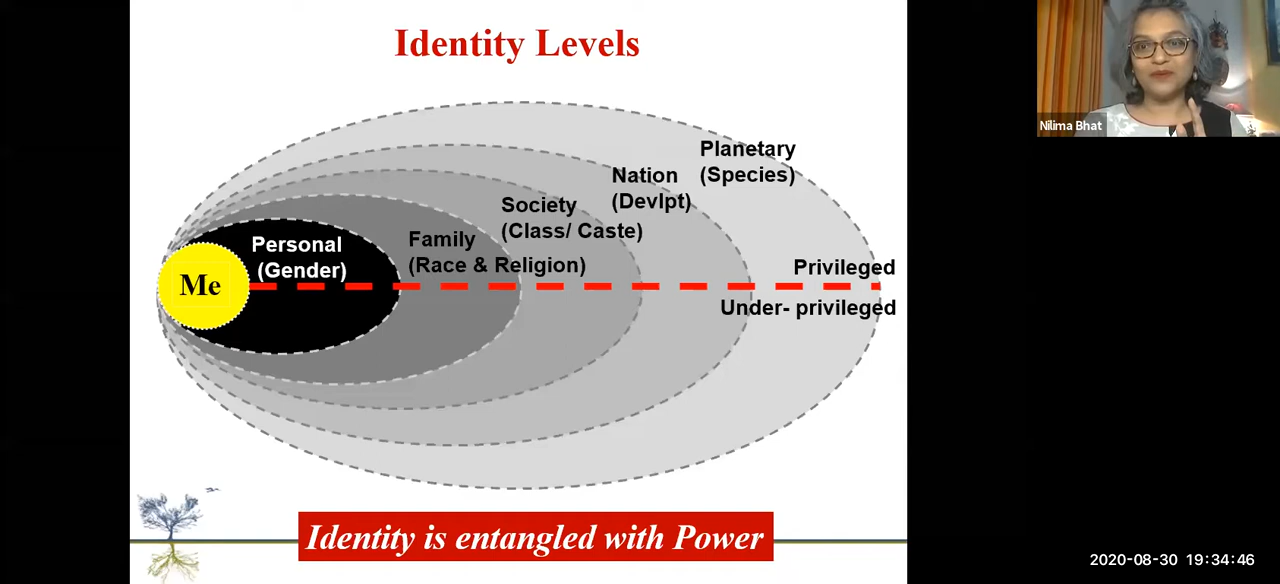 Identity Levels
Nilima Bhat
Planetary
(Species)
Nation
(Devlpt)
Society
(Class/ Caste)
Family
(Race & Religion)
Personal
(Gender)
Me
Privileged
Under- privileged
Identity is entangled with Power
2020-08-30 19:34:46